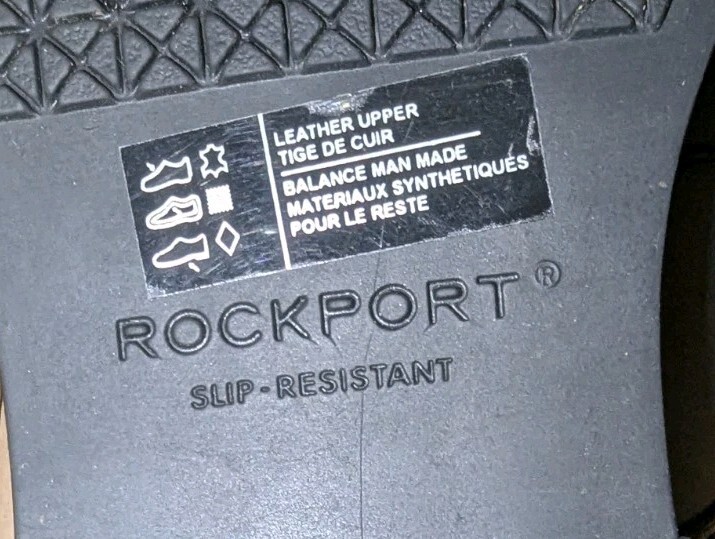 LEATHER UPPER
TIGE DE CUIR
BALANCE MAN MADE
MATERIAUX SYNTHETIQUES
POUR LE RESTE
ROCKPORT®
SLIP-RESISTANT